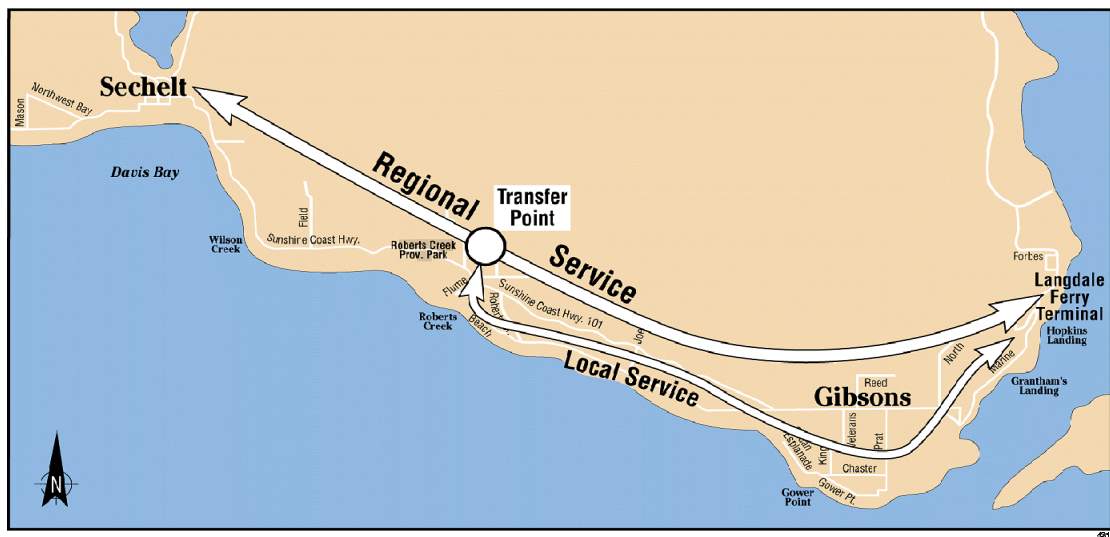 Sechelt
Northwest Bay
Mason
Davis Bay
Regional
Transfer
Point
Field
Wilson
Creek
Sunshine Coast Hwy.
Roberts Creek
Prov. Park
Service
Forbes
Langdale
Ferry
Terminal
Hopkins
Landing
Flume
Sunshine Coast Hwy. 101
Roberts
Creek
Beach
Joe
North
Marine
Local Service
Grantham's
Landing
Reed
Gibsons
Veterans
Prat
King
Esplanade
Chaster
Gower Pt.
Gower
Point
N